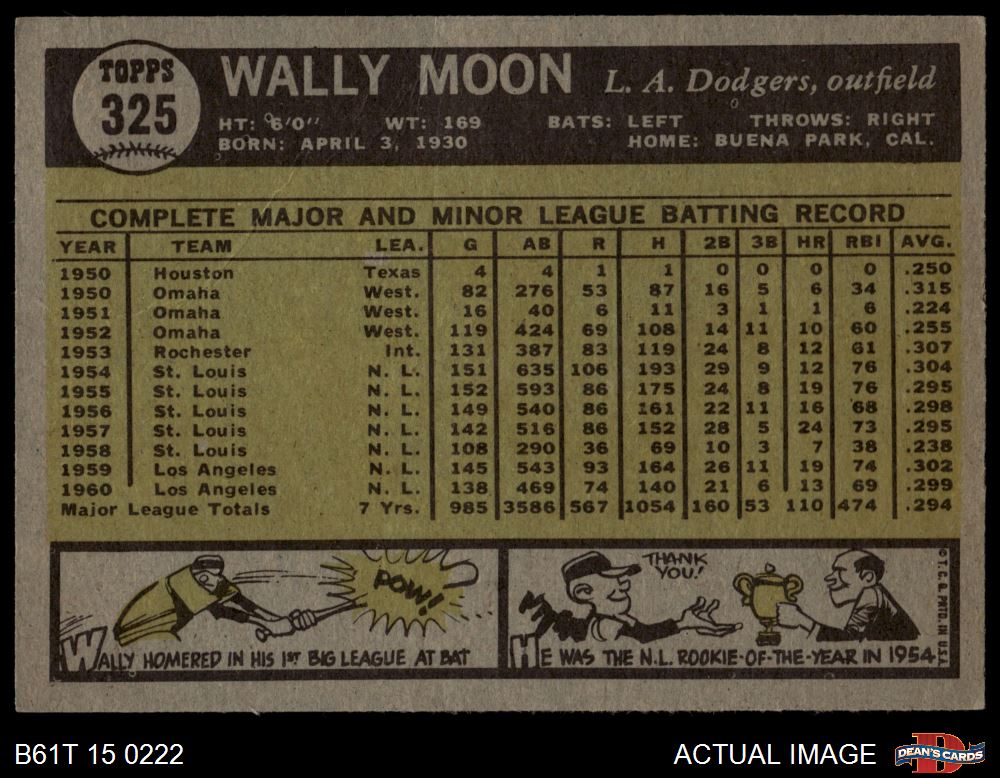 TOPPS
325
WALLY MOON L. A. Dodgers, outfield
HT: 6'0" WT: 169 BATS: LEFT THROWS: RIGHT
BORN: APRIL 3, 1930 HOME: BUENA PARK, CAL.
COMPLETE MAJOR AND MINOR LEAGUE BATTING RECORD
YEAR TEAM LEA. G AB R H 2B 3B HR RBI AVG.
1950 Houston Texas 4 4 1 1 0 0 0 0 .250
1950 Omaha West. 82 276 53 87 16 5 6 34 .315
1951 Omaha West. 16 40 6 11 3 1 1 6 .224
1952 Omaha West. 119 424 69 108 14 11 10 60 .255
1953 Rochester Int. 131 387 83 119 24 8 12 61 .307
1954 St. Louis N. L. 151 635 106 193 29 9 12 76 .304
1955 St. Louis N. L. 152 593 86 175 24 8 19 76 .295
1956 St. Louis N. L. 149 540 86 161 22 11 16 68 .298
1957 St. Louis N. L. 142 516 86 152 28 5 24 73 .295
1958 St. Louis N. L. 108 290 36 69 10 3 7 38 .238
1959 Los Angeles N. L. 145 543 93 164 26 11 19 74 .302
1960 Los Angeles N. L. 138 469 74 140 21 6 13 69 .299
Major League Totals 7 Yrs. 985 3586 567 1054 160 53 110 474 .294
POW!
WALLY HOMERED IN HIS 1ST BIG LEAGUE AT BAT
THANK
YOU!
HE WAS THE N.L. ROOKIE-OF-THE-YEAR IN 1954
© T.C.G. PRTD. IN U.S.A.
B61T 15 0222 ACTUAL IMAGE
DEAN'S CARDS